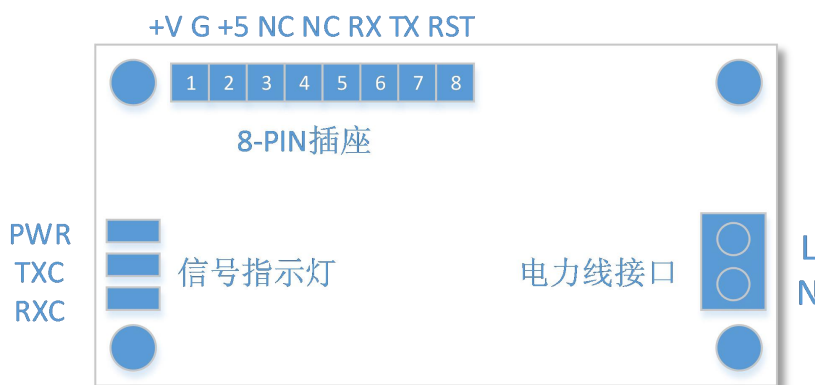 +V G +5 NC NC RX TX RST
1 2 3 4 5 6 7 8
8-PIN插座
PWR
TXC
RXC
信号指示灯
电力线接口
L
N